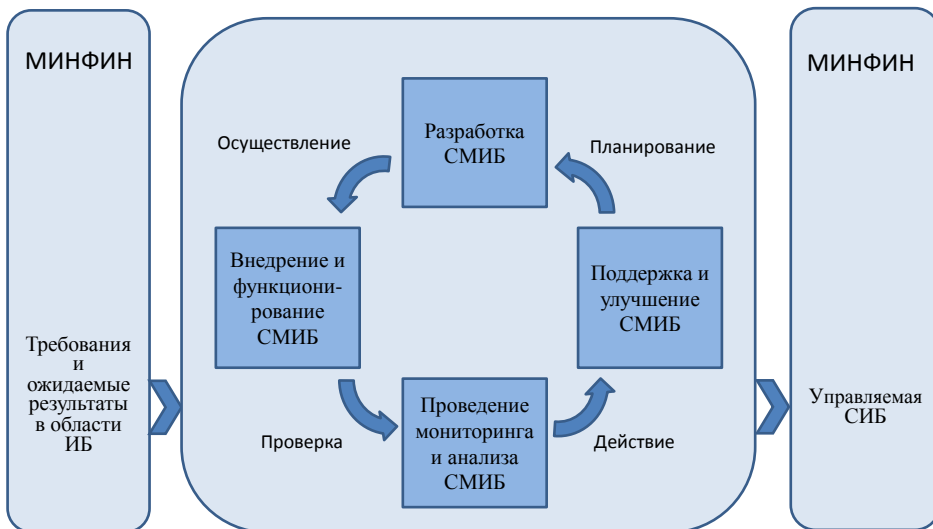 МИНФИН
Требования
и
ожидаемые
результаты
в области
ИБ
Осуществление
Разработка
СМИБ
Планирование
Внедрение и
функциони-
рование
СМИБ
Поддержка и
улучшение
СМИБ
Проверка
Проведение
мониторинга
и анализа
СМИБ
Действие
МИНФИН
Управляемая
СИБ